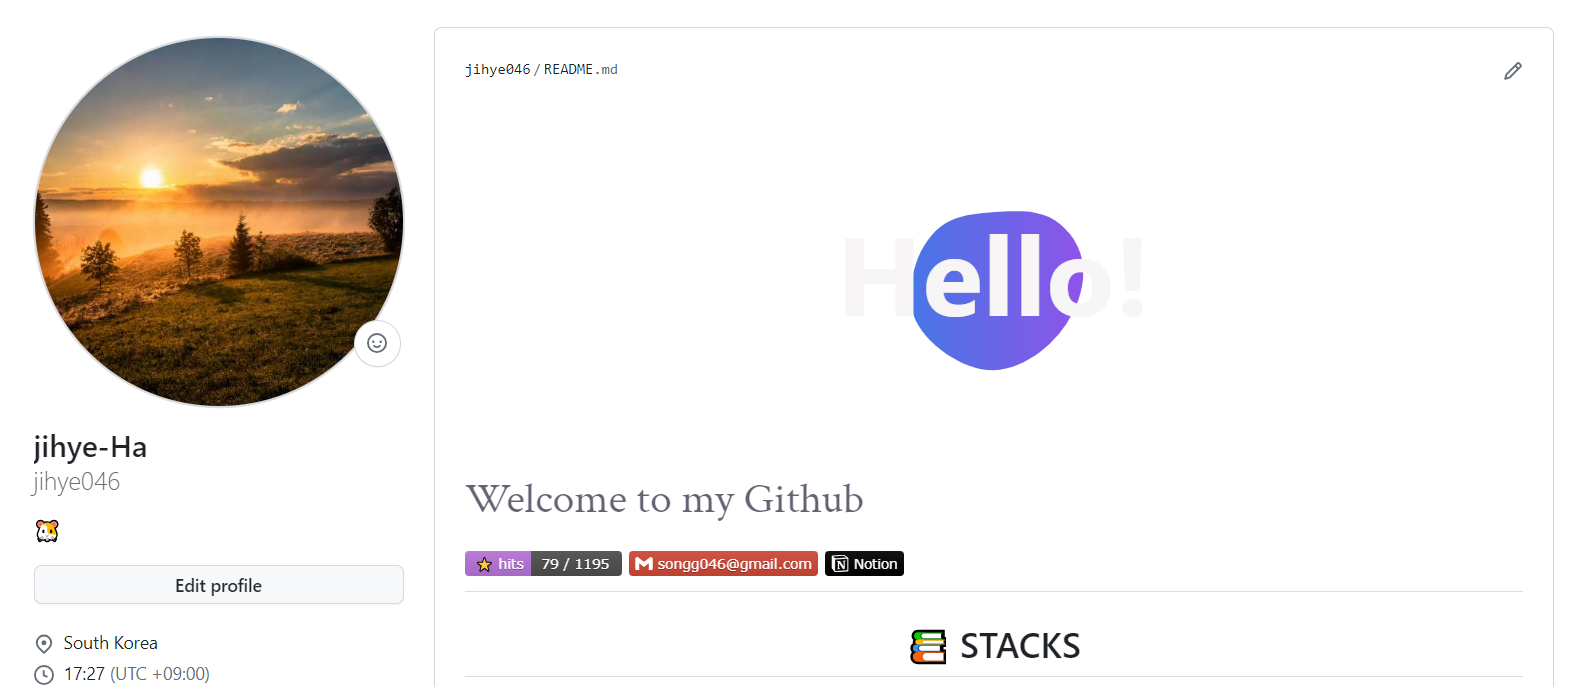 jihye-Ha
jihye046
Edit profile
South Korea
17:27 (UTC +09:00)
jihye046/README.md
Hello!
Welcome to my Github
hits 79 / 1195 songg046@gmail.com Notion
STACKS